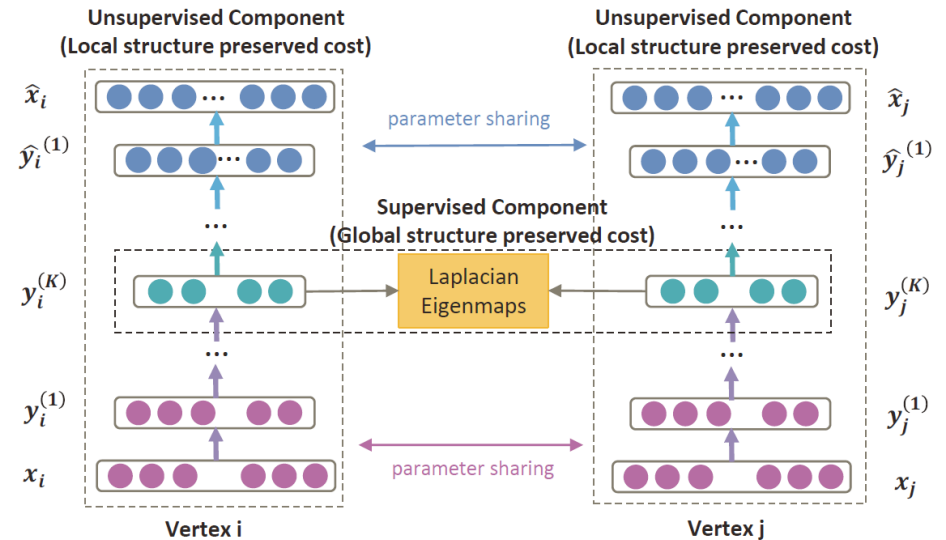 Unsupervised Component
(Local structure preserved cost)
Unsupervised Component
(Local structure preserved cost)
x̂ᵢ
...
...
x̂ⱼ
parameter sharing
ŷᵢ⁽¹⁾
...
...
ŷⱼ⁽¹⁾
...
...
Supervised Component
(Global structure preserved cost)
yᵢ⁽ᴷ⁾
Laplacian
Eigenmaps
yⱼ⁽ᴷ⁾
...
...
yᵢ⁽¹⁾
yⱼ⁽¹⁾
parameter sharing
xᵢ
xⱼ
Vertex i
Vertex j